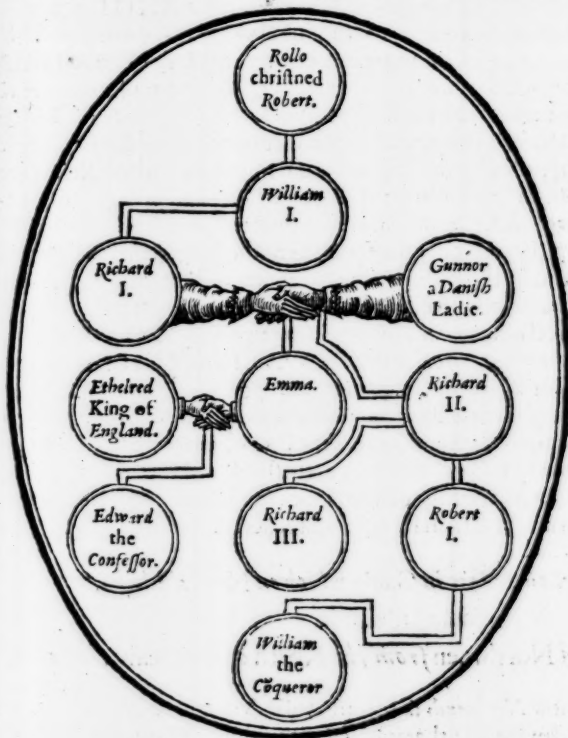 Rollo
chriſtned
Robert.
William
I.
Richard
I.
Gunnor
a Daniſh
Ladie.
Ethelred
King of
England.
Emma.
Richard
II.
Edward
the
Confeſſor.
Richard
III.
Robert
I.
William
the
Cõqueror